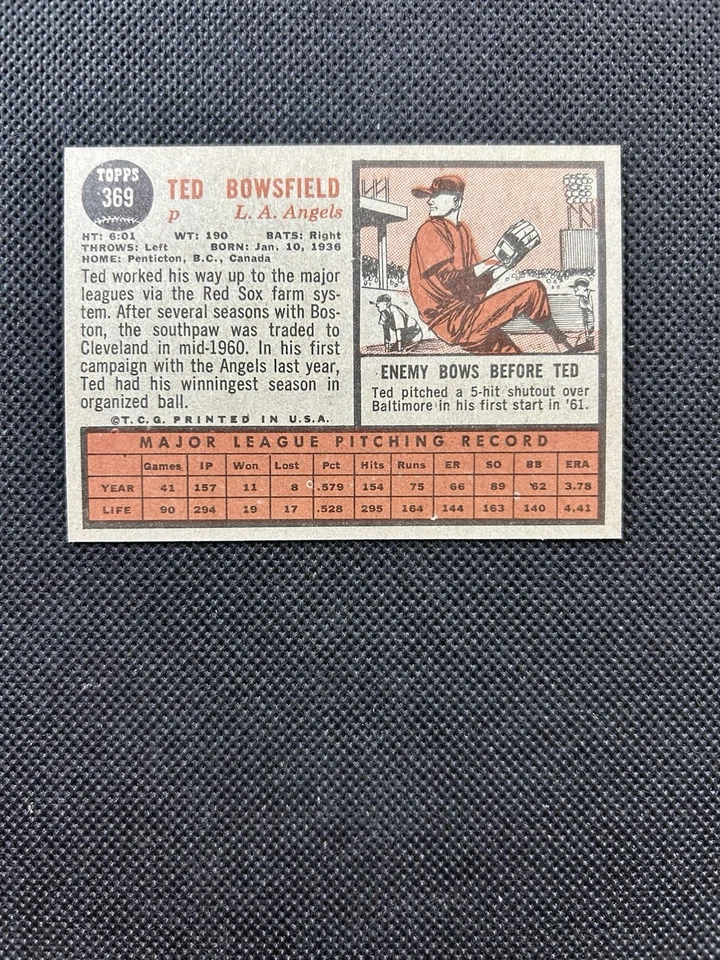 TOPPS
369
TED BOWSFIELD
p L. A. Angels
HT: 6:01 WT: 190 BATS: Right
THROWS: Left BORN: Jan. 10, 1936
HOME: Penticton, B.C., Canada
Ted worked his way up to the major
leagues via the Red Sox farm sys-
tem. After several seasons with Bos-
ton, the southpaw was traded to
Cleveland in mid-1960. In his first
campaign with the Angels last year,
Ted had his winningest season in
organized ball.
©T.C.G. PRINTED IN U.S.A.
ENEMY BOWS BEFORE TED
Ted pitched a 5-hit shutout over
Baltimore in his first start in '61.
MAJOR LEAGUE PITCHING RECORD
Games IP Won Lost Pct Hits Runs ER SO BB ERA
YEAR 41 157 11 8 .579 154 75 66 89 62 3.78
LIFE 90 294 19 17 .528 295 164 144 163 140 4.41